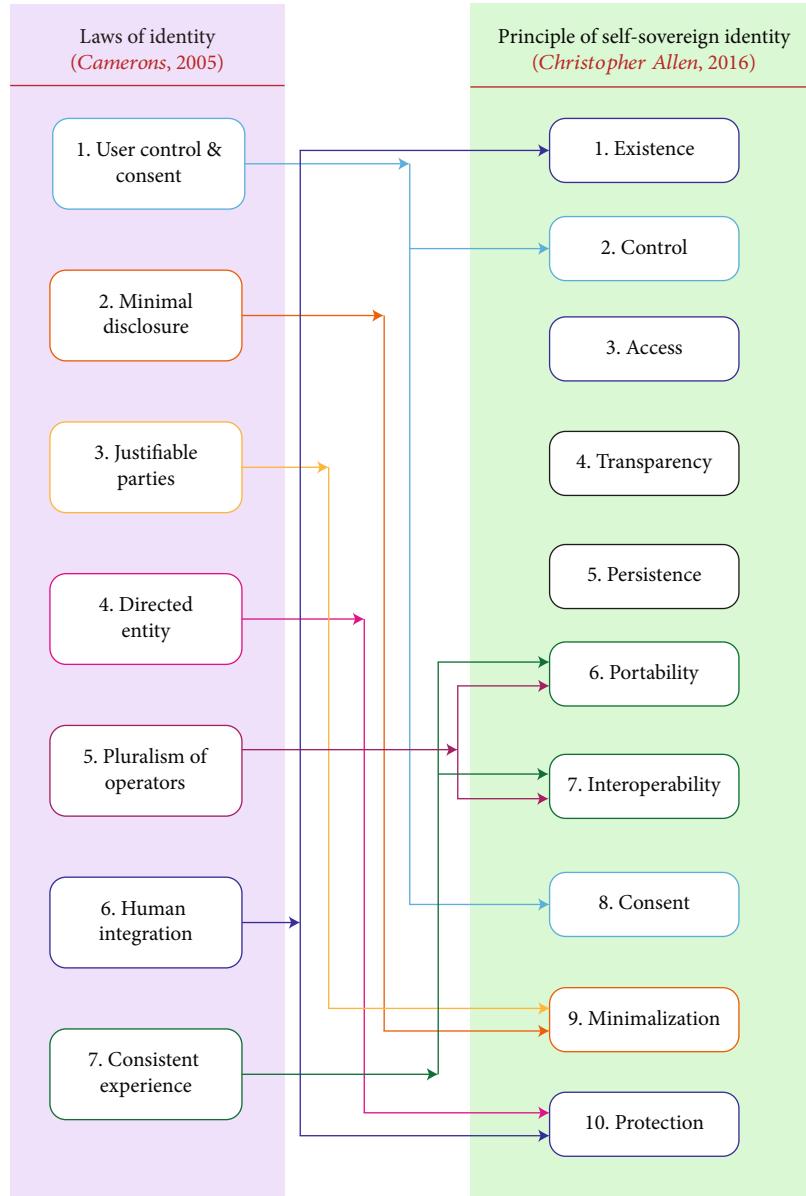 Laws of identity
(Camerons, 2005)
1. User control &
consent
2. Minimal
disclosure
3. Justifiable
parties
4. Directed
entity
5. Pluralism of
operators
6. Human
integration
7. Consistent
experience
Principle of self-sovereign identity
(Christopher Allen, 2016)
1. Existence
2. Control
3. Access
4. Transparency
5. Persistence
6. Portability
7. Interoperability
8. Consent
9. Minimalization
10. Protection